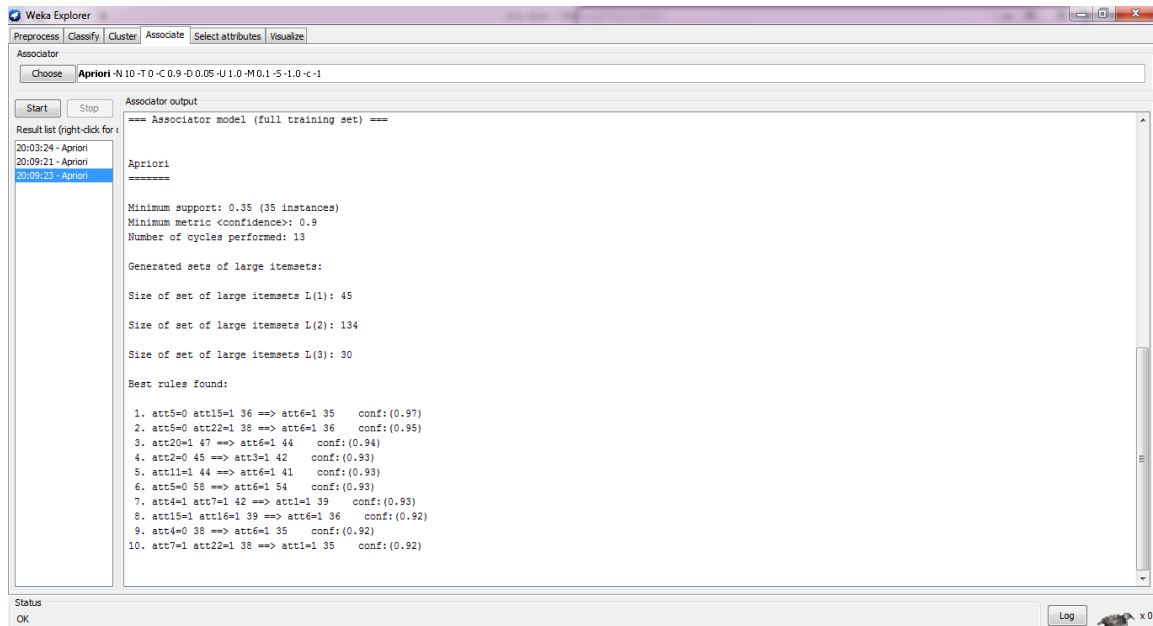 Weka Explorer
Preprocess Classify Cluster Associate Select attributes Visualize
Associator
Choose Apriori -N 10 -T 0 -C 0.9 -D 0.05 -U 1.0 -M 0.1 -S -1.0 -c -1
Start Stop
Result list (right-click for
20:03:24 - Apriori
20:09:21 - Apriori
20:09:23 - Apriori
Associator output
=== Associator model (full training set) ===
Apriori
=======
Minimum support: 0.35 (35 instances)
Minimum metric <confidence>: 0.9
Number of cycles performed: 13
Generated sets of large itemsets:
Size of set of large itemsets L(1): 45
Size of set of large itemsets L(2): 134
Size of set of large itemsets L(3): 30
Best rules found:
1. att5=0 att15=1 36 ==> att6=1 35 conf:(0.97)
2. att5=0 att22=1 38 ==> att6=1 36 conf:(0.95)
3. att20=1 47 ==> att6=1 44 conf:(0.94)
4. att2=0 45 ==> att3=1 42 conf:(0.93)
5. att11=1 44 ==> att6=1 41 conf:(0.93)
6. att5=0 58 ==> att6=1 54 conf:(0.93)
7. att4=1 att7=1 42 ==> att1=1 39 conf:(0.93)
8. att15=1 att16=1 39 ==> att6=1 36 conf:(0.92)
9. att4=0 38 ==> att6=1 35 conf:(0.92)
10. att7=1 att22=1 38 ==> att1=1 35 conf:(0.92)
Status
OK
Log x 0